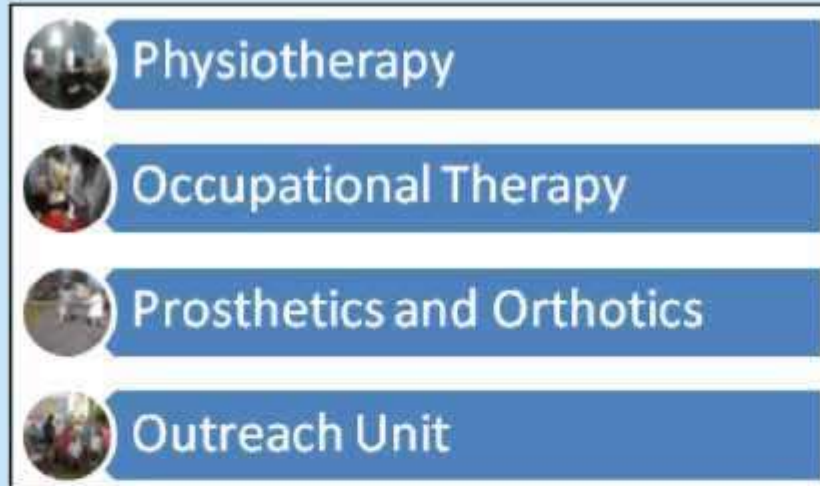 Physiotherapy
Occupational Therapy
Prosthetics and Orthotics
Outreach Unit